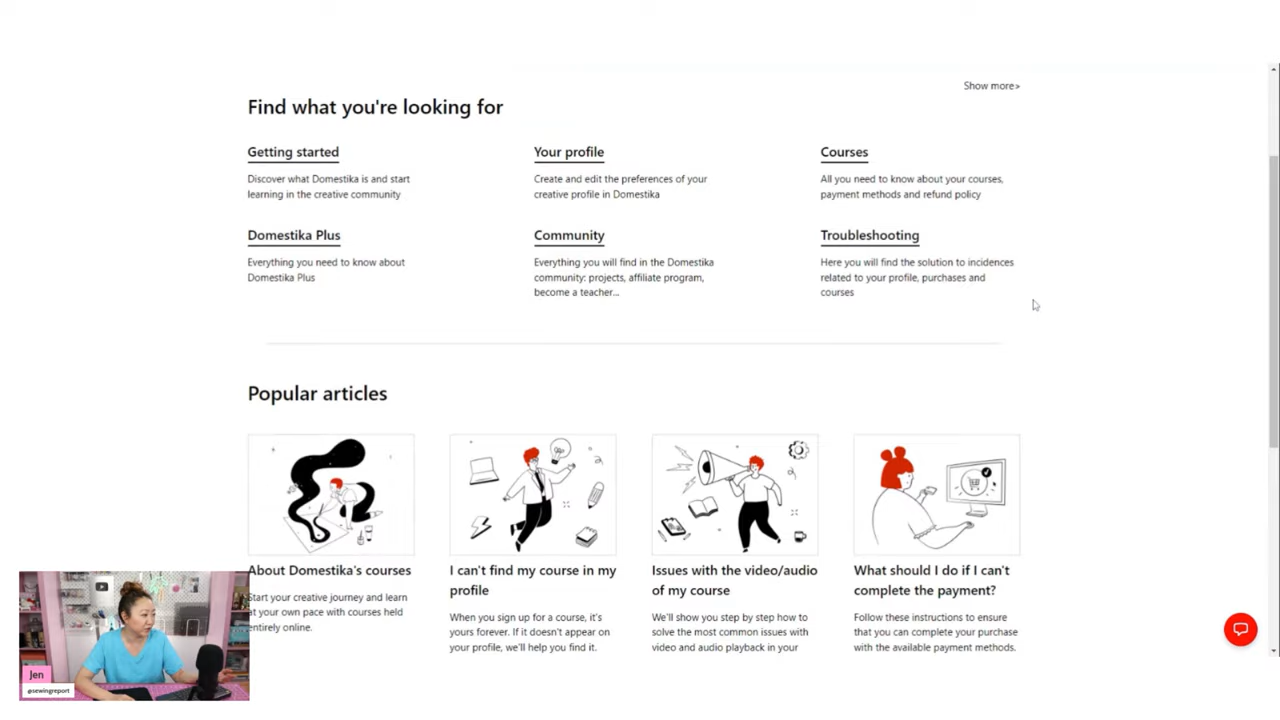 Show more>
Find what you're looking for
Getting started
Your profile
Courses
Discover what Domestika is and start
learning in the creative community
Create and edit the preferences of your
creative profile in Domestika
All you need to know about your courses,
payment methods and refund policy
Domestika Plus
Community
Troubleshooting
Everything you need to know about
Domestika Plus
Everything you will find in the Domestika
community: projects, affiliate program,
become a teacher...
Here you will find the solution to incidences
related to your profile, purchases and
courses
Popular articles
About Domestika's courses
Start your creative journey and learn
at your own pace with courses held
entirely online.
I can't find my course in my
profile
When you sign up for a course, it's
yours forever. If it doesn't appear on
your profile, we'll help you find it.
Issues with the video/audio
of my course
We'll show you step by step how to
solve the most common issues with
video and audio playback in your
What should I do if I can't
complete the payment?
Follow these instructions to ensure
that you can complete your purchase
with the available payment methods.
Jen
@sewingreport